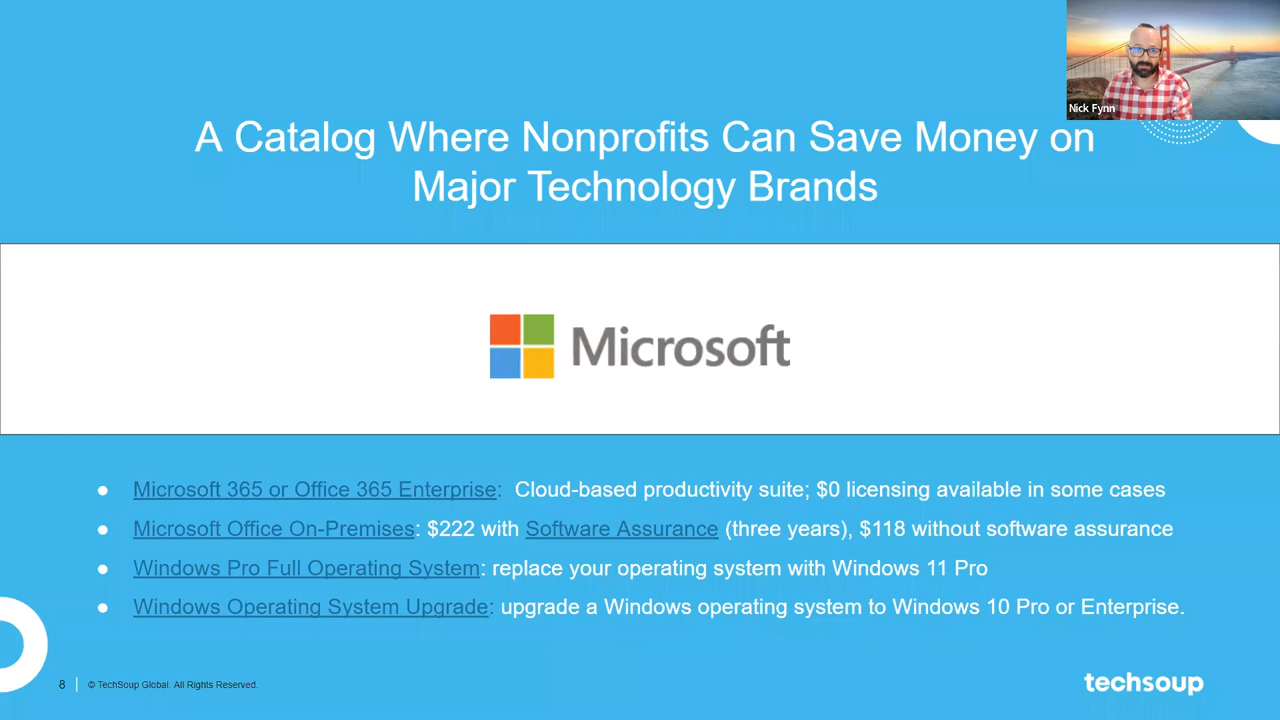 Nick Fynn
A Catalog Where Nonprofits Can Save Money on
Major Technology Brands
Microsoft
● Microsoft 365 or Office 365 Enterprise: Cloud-based productivity suite; $0 licensing available in some cases
● Microsoft Office On-Premises: $222 with Software Assurance (three years), $118 without software assurance
● Windows Pro Full Operating System: replace your operating system with Windows 11 Pro
● Windows Operating System Upgrade: upgrade a Windows operating system to Windows 10 Pro or Enterprise.
8 | © TechSoup Global. All Rights Reserved.
techsoup